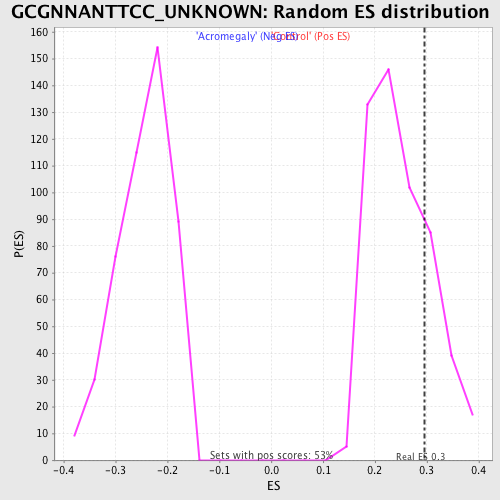 GCGNNANTTCC_UNKNOWN: Random ES distribution
'Acromegaly' (Neg ES)
'Control' (Pos ES)
160
150
140
130
120
110
100
90
80
70
60
50
40
30
20
10
0
P(ES)
Sets with pos scores: 53%
Real ES 0.3
-0.4 -0.3 -0.2 -0.1 0.0 0.1 0.2 0.3 0.4
ES